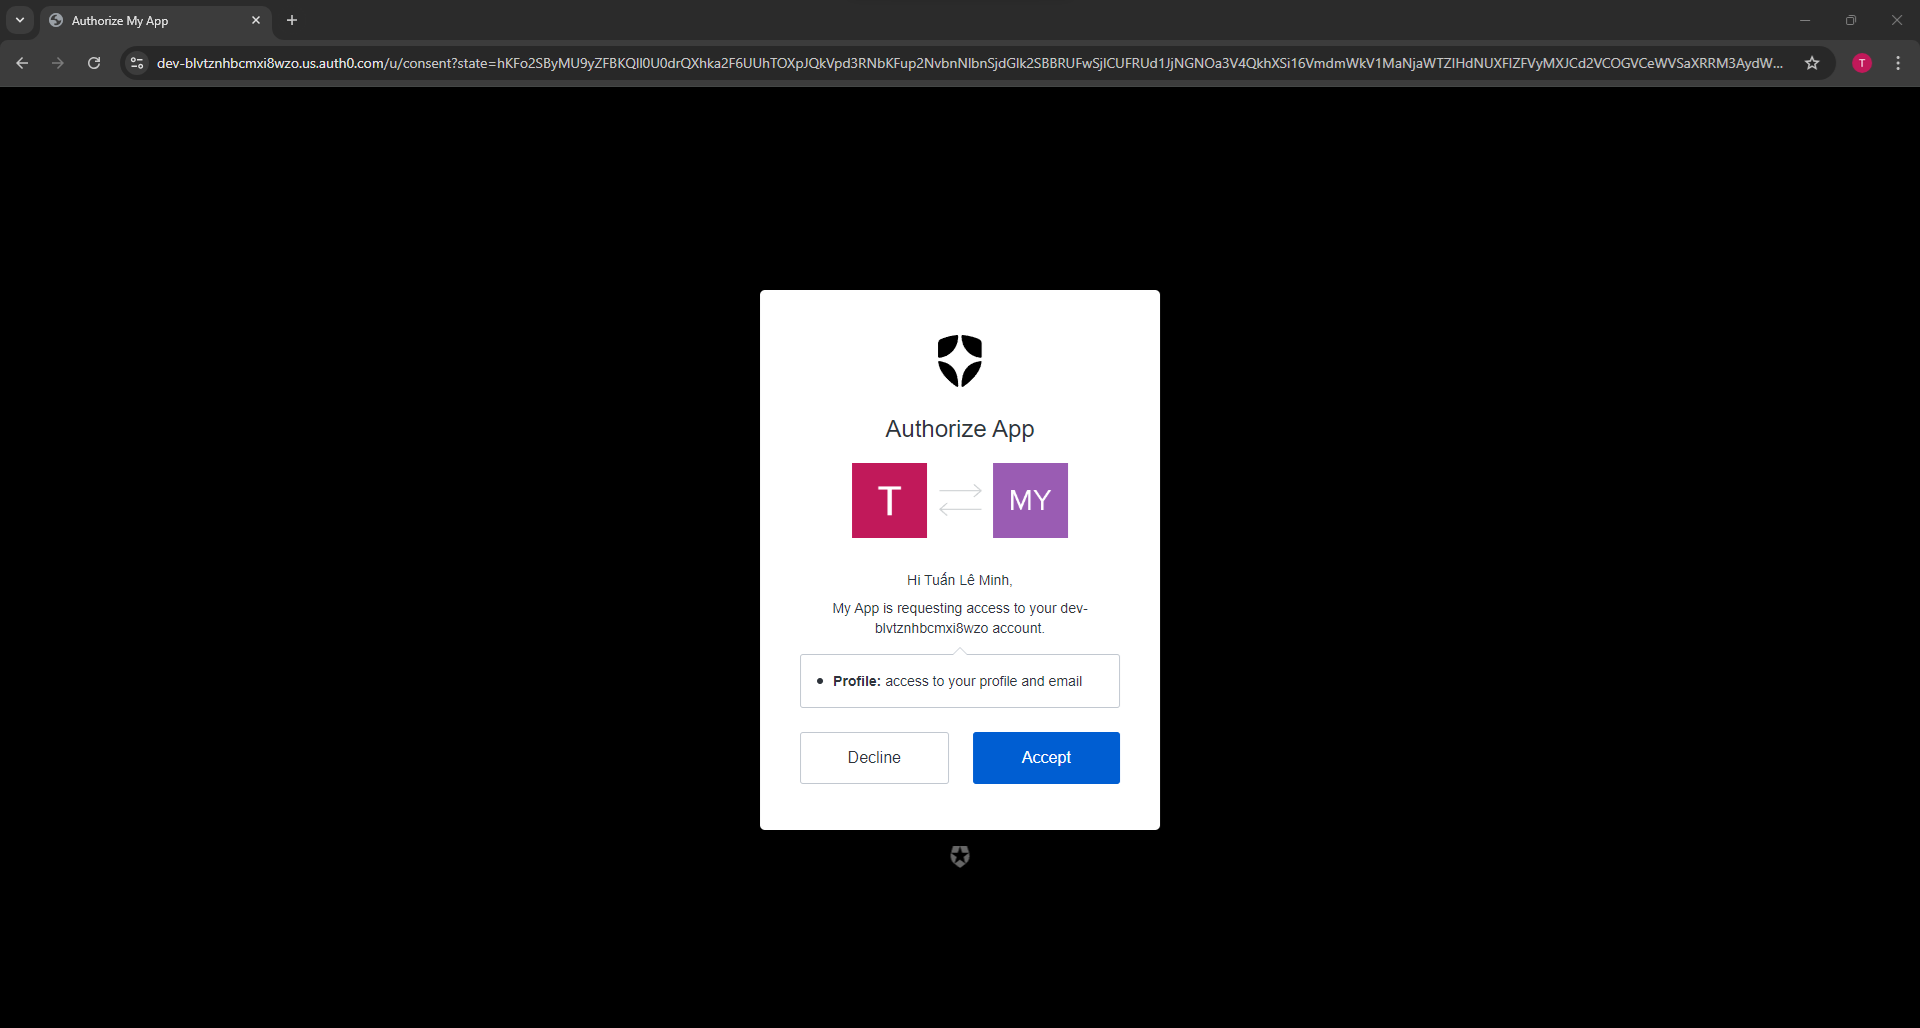 Authorize My App
dev-blvtznhbcmxi8wzo.us.auth0.com/u/consent?state=hKFo2SByMU9yZFBKQll0U0drQXhka2F6UUhTOXpJQkVpd3RNbKFup2NvbnNlbnSjdGlk2SBBRUFwSjlCUFRUd1JjNGNOa3V4QkhXSi16VmdmWkV1MaNjaWTZIHdNUXFIZFVyMXJCd2VCOGVCeWVSaXRRM3AydW...
T
Authorize App
T MY
Hi Tuấn Lê Minh,
My App is requesting access to your dev-
blvtznhbcmxi8wzo account.
Profile: access to your profile and email
Decline Accept